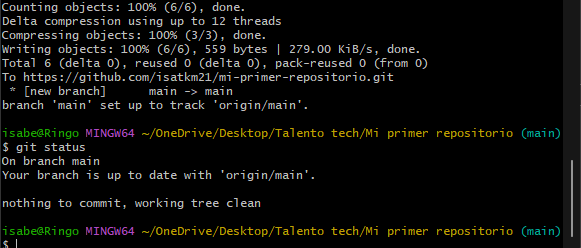 Counting objects: 100% (6/6), done.
Delta compression using up to 12 threads
Compressing objects: 100% (3/3), done.
Writing objects: 100% (6/6), 559 bytes | 279.00 KiB/s, done.
Total 6 (delta 0), reused 0 (delta 0), pack-reused 0 (from 0)
To https://github.com/isatkm21/mi-primer-repositorio.git
 * [new branch]      main -> main
branch 'main' set up to track 'origin/main'.

isabe@Ringo MINGW64 ~/OneDrive/Desktop/Talento tech/Mi primer repositorio (main)
$ git status
On branch main
Your branch is up to date with 'origin/main'.

nothing to commit, working tree clean

isabe@Ringo MINGW64 ~/OneDrive/Desktop/Talento tech/Mi primer repositorio (main)
$